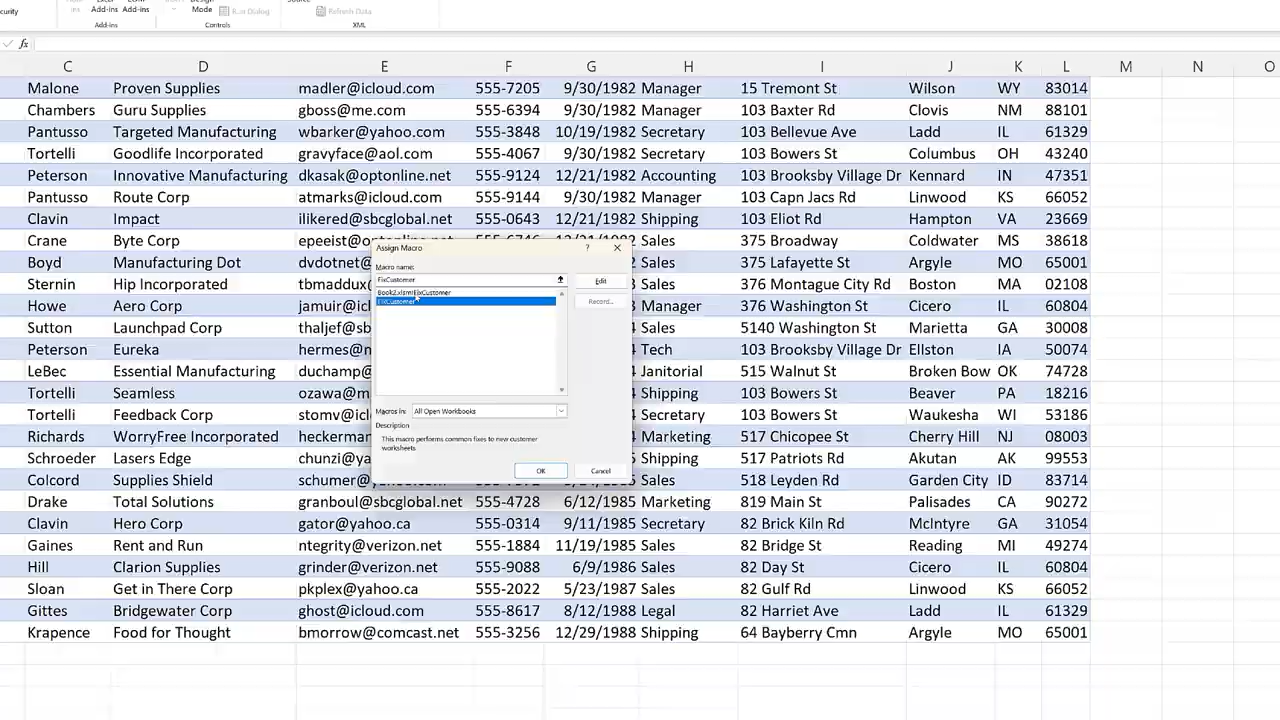 curity
Add-ins Add-ins Mode Run Dialog Source Refresh Data
Add-ins Controls XML
fx
C D E F G H I J K L M N O
Malone Proven Supplies madler@icloud.com 555-7205 9/30/1982 Manager 15 Tremont St Wilson WY 83014
Chambers Guru Supplies gboss@me.com 555-6394 9/30/1982 Manager 103 Baxter Rd Clovis NM 88101
Pantusso Targeted Manufacturing wbarker@yahoo.com 555-3848 10/19/1982 Secretary 103 Bellevue Ave Ladd IL 61329
Tortelli Goodlife Incorporated gravyface@aol.com 555-4067 9/30/1982 Secretary 103 Bowers St Columbus OH 43240
Peterson Innovative Manufacturing dkasak@optonline.net 555-9124 12/21/1982 Accounting 103 Brooksby Village Dr Kennard IN 47351
Pantusso Route Corp atmarks@icloud.com 555-6544 9/30/1982 Manager 103 Capn Jacs Rd Linwood KS 66052
Clavin Impact ilikered@sbcglobal.net 555-0643 12/21/1982 Shipping 103 Eliot Rd Hampton VA 23669
Crane Byte Corp Sales 375 Broadway Coldwater MS 38618
Boyd Manufacturing Dot dvdotnet@ Sales 375 Lafayette St Argyle MO 65001
Sternin Hip Incorporated tbmaddux@ Sales 376 Montague City Rd Boston MA 02108
Howe Aero Corp jamuir@icl Manager 376 Washington St Cicero IL 60804
Sutton Launchpad Corp thaljef@sb Sales 5140 Washington St Marietta GA 30008
Peterson Eureka hermes@m 4 Tech 103 Brooksby Village Dr Ellston IA 50074
LeBec Essential Manufacturing duchamp@ 4 Janitorial 515 Walnut St Broken Bow OK 74728
Tortelli Seamless ozawa@m Shipping 103 Bowers St Beaver PA 18216
Tortelli Feedback Corp stomv@icl 4 Secretary 103 Bowers St Waukesha WI 53186
Richards WorryFree Incorporated heckerman 4 Marketing 517 Chicopee St Cherry Hill NJ 08003
Schroeder Lasers Edge chunzi@ya Sales 517 Patriots Rd Akutan AK 99553
Colcord Supplies Shield schumer@ Sales 518 Leyden Rd Garden City ID 83714
Drake Total Solutions granboul@sbcglobal.net 555-4728 6/12/1985 Marketing 819 Main St Palisades CA 90272
Clavin Hero Corp gator@yahoo.ca 555-0314 9/11/1985 Secretary 82 Brick Kiln Rd McIntyre GA 31054
Gaines Rent and Run ntegrity@verizon.net 555-1884 11/19/1985 Sales 82 Bridge St Reading MI 49274
Hill Clarion Supplies grinder@verizon.net 555-9088 6/9/1986 Sales 82 Day St Cicero IL 60804
Sloan Get in There Corp pkplex@yahoo.ca 555-2022 5/23/1987 Sales 82 Gulf Rd Linwood KS 66052
Gittes Bridgewater Corp ghost@icloud.com 555-8617 8/12/1988 Legal 82 Harriet Ave Ladd IL 61329
Krapence Food for Thought bmorrow@comcast.net 555-3256 12/29/1988 Shipping 64 Bayberry Cmn Argyle MO 65001
Assign Macro ?
Macro name:
FixCustomer Edit
Book2.xlsm!FixCustomer
FixCustomer Record...
Macros in: All Open Workbooks
Description
This macro performs common fixes to new customer
worksheets
OK Cancel